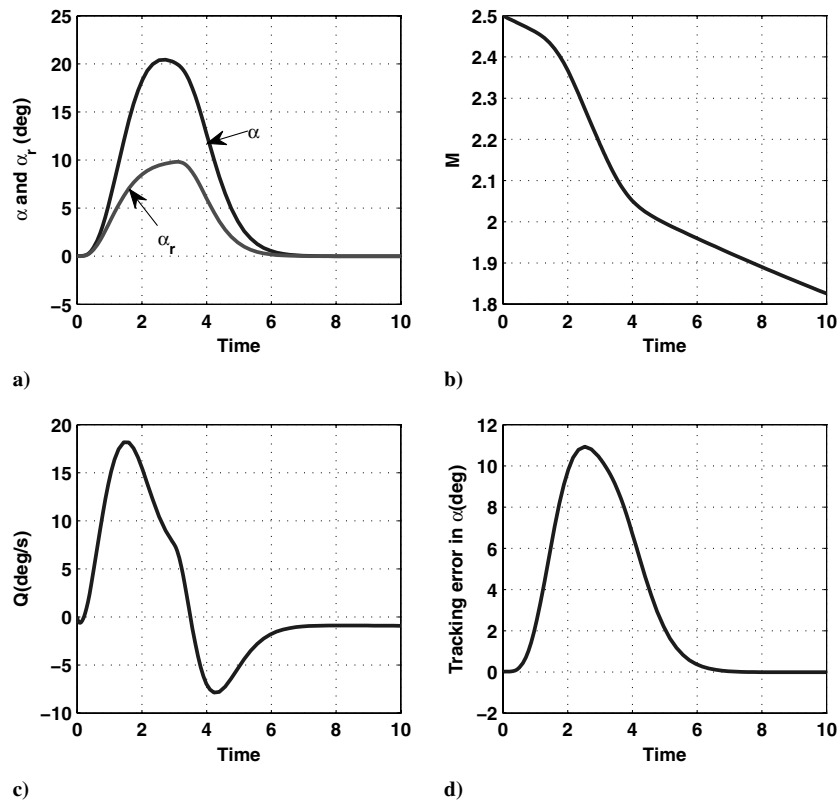 25
20
15
10
5
0
−5
α and αr (deg)
α
αr
0 2 4 6 8 10
Time
a)
2.5
2.4
2.3
2.2
2.1
2
1.9
1.8
M
0 2 4 6 8 10
Time
b)
20
15
10
5
0
−5
−10
Q(deg/s)
0 2 4 6 8 10
Time
c)
12
10
8
6
4
2
0
−2
Tracking error in α(deg)
0 2 4 6 8 10
Time
d)